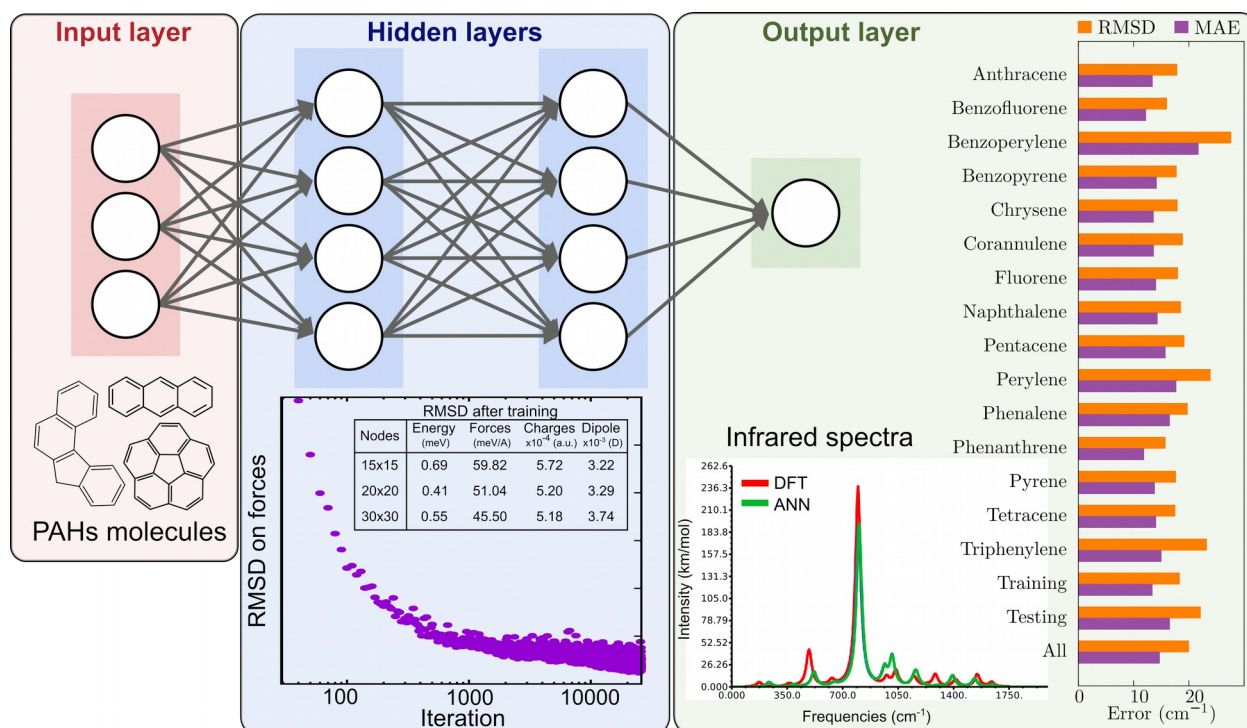 Input layer
PAHs molecules
Hidden layers
RMSD after training
Nodes Energy (meV) Forces (meV/A) Charges x10⁻⁴ (a.u.) Dipole x10⁻³ (D)
15x15 0.69 59.82 5.72 3.22
20x20 0.41 51.04 5.20 3.29
30x30 0.55 45.50 5.18 3.74
RMSD on forces
100 1000 10000
Iteration
Output layer
Infrared spectra
DFT
ANN
Intensity (km/mol)
262.6
236.3
210.1
183.8
157.5
131.3
105.0
78.79
52.52
26.26
0.000
0.000 350.0 700.0 1050. 1400. 1750.
Frequencies (cm⁻¹)
RMSD MAE
Anthracene
Benzofluorene
Benzoperylene
Benzopyrene
Chrysene
Corannulene
Fluorene
Naphthalene
Pentacene
Perylene
Phenalene
Phenanthrene
Pyrene
Tetracene
Triphenylene
Training
Testing
All
0 10 20
Error (cm⁻¹)